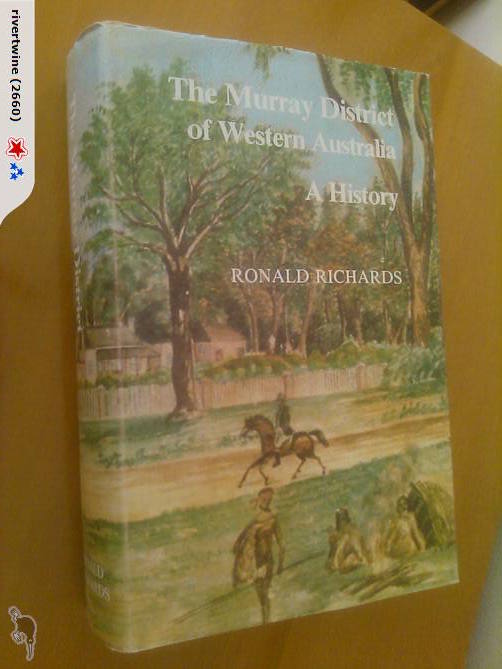 rivertwine (2660)
The Murray District
of Western Australia
A History
RONALD RICHARDS